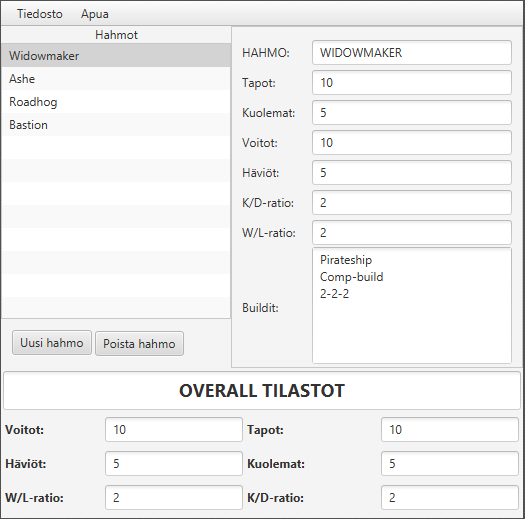 Tiedosto Apua
Hahmot
Widowmaker
Ashe
Roadhog
Bastion
Uusi hahmo Poista hahmo
HAHMO: WIDOWMAKER
Tapot: 10
Kuolemat: 5
Voitot: 10
Häviöt: 5
K/D-ratio: 2
W/L-ratio: 2
Buildit:
Pirateship
Comp-build
2-2-2
OVERALL TILASTOT
Voitot: 10 Tapot: 10
Häviöt: 5 Kuolemat: 5
W/L-ratio: 2 K/D-ratio: 2